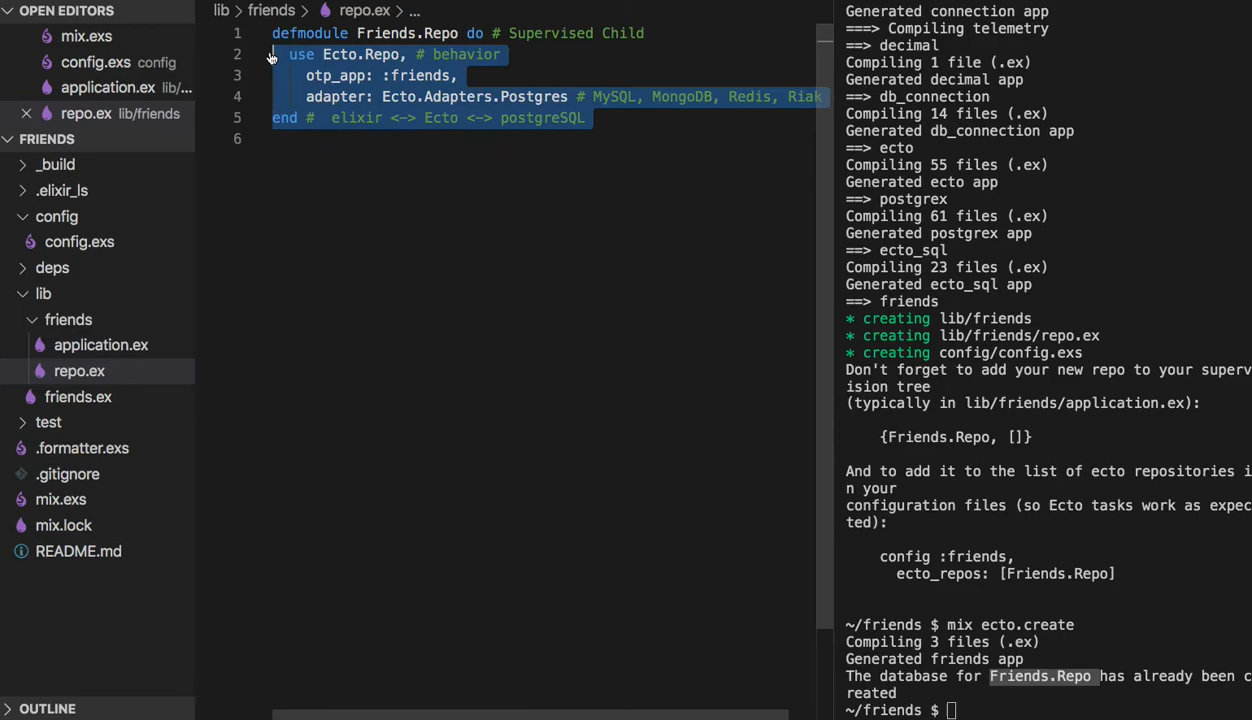 OPEN EDITORS
mix.exs
config.exs config
application.ex lib/...
repo.ex lib/friends
FRIENDS
_build
.elixir_ls
config
config.exs
deps
lib
friends
application.ex
repo.ex
friends.ex
test
.formatter.exs
.gitignore
mix.exs
mix.lock
README.md
OUTLINE
lib > friends > repo.ex > ...
1 defmodule Friends.Repo do # Supervised Child
2 use Ecto.Repo, # behavior
3 otp_app: :friends,
4 adapter: Ecto.Adapters.Postgres # MySQL, MongoDB, Redis, Riak
5 end # elixir <-> Ecto <-> postgreSQL
6
Generated connection app
===> Compiling telemetry
==> decimal
Compiling 1 file (.ex)
Generated decimal app
==> db_connection
Compiling 14 files (.ex)
Generated db_connection app
==> ecto
Compiling 55 files (.ex)
Generated ecto app
==> postgrex
Compiling 61 files (.ex)
Generated postgrex app
==> ecto_sql
Compiling 23 files (.ex)
Generated ecto_sql app
==> friends
* creating lib/friends
* creating lib/friends/repo.ex
* creating config/config.exs
Don't forget to add your new repo to your superv
ision tree
(typically in lib/friends/application.ex):
{Friends.Repo, []}
And to add it to the list of ecto repositories i
n your
configuration files (so Ecto tasks work as expec
ted):
config :friends,
ecto_repos: [Friends.Repo]
~/friends $ mix ecto.create
Compiling 3 files (.ex)
Generated friends app
The database for Friends.Repo has already been c
reated
~/friends $